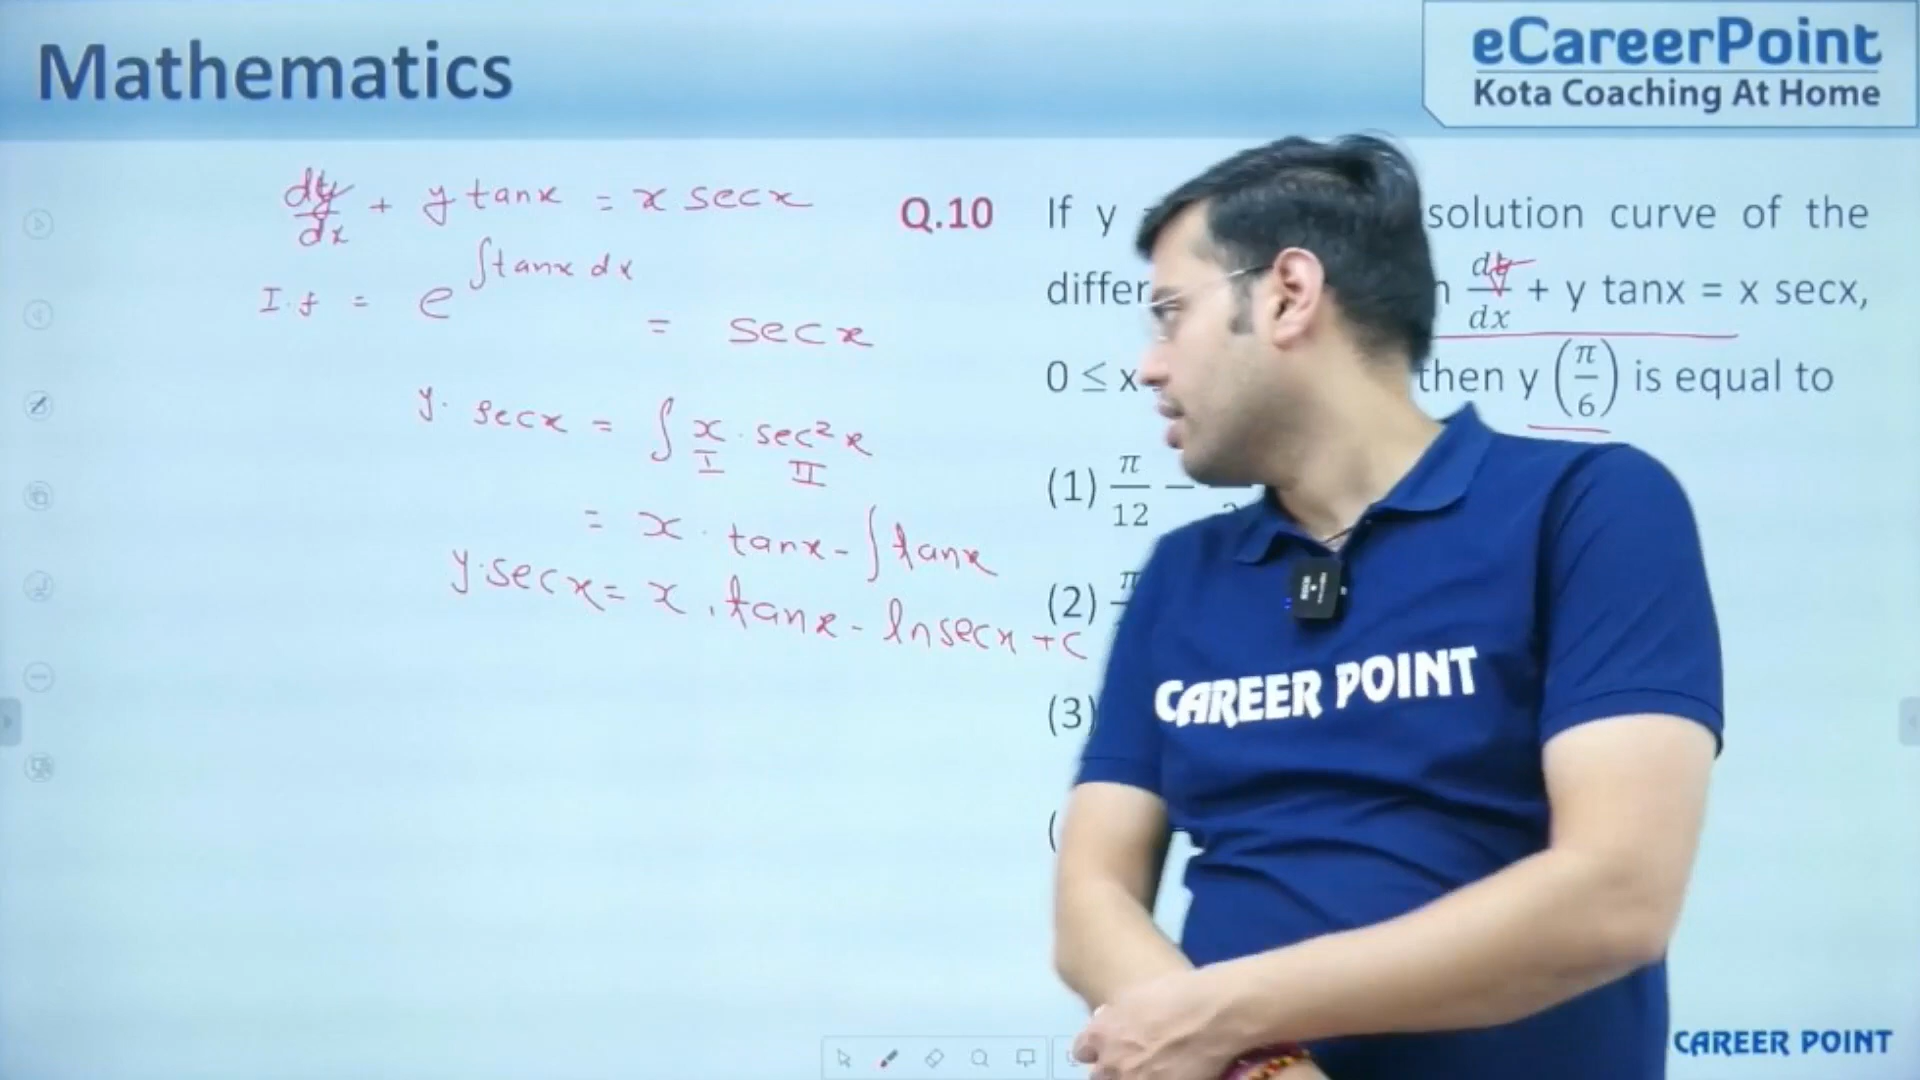 Mathematics
eCareerPoint
Kota Coaching At Home
dy/dx + y tanx = x secx
I.f = e^∫tanx dx
= secx
y. secx = ∫ x . sec²x
I II
= x . tanx - ∫tanx
y.secx = x . tanx - ln secx + c
Q.10 If y solution curve of the
differ dy/dx + y tanx = x secx,
0 ≤ x then y (π/6) is equal to
(1) π/12 −
(2) π
(3)
(
CAREER POINT
CAREER POINT